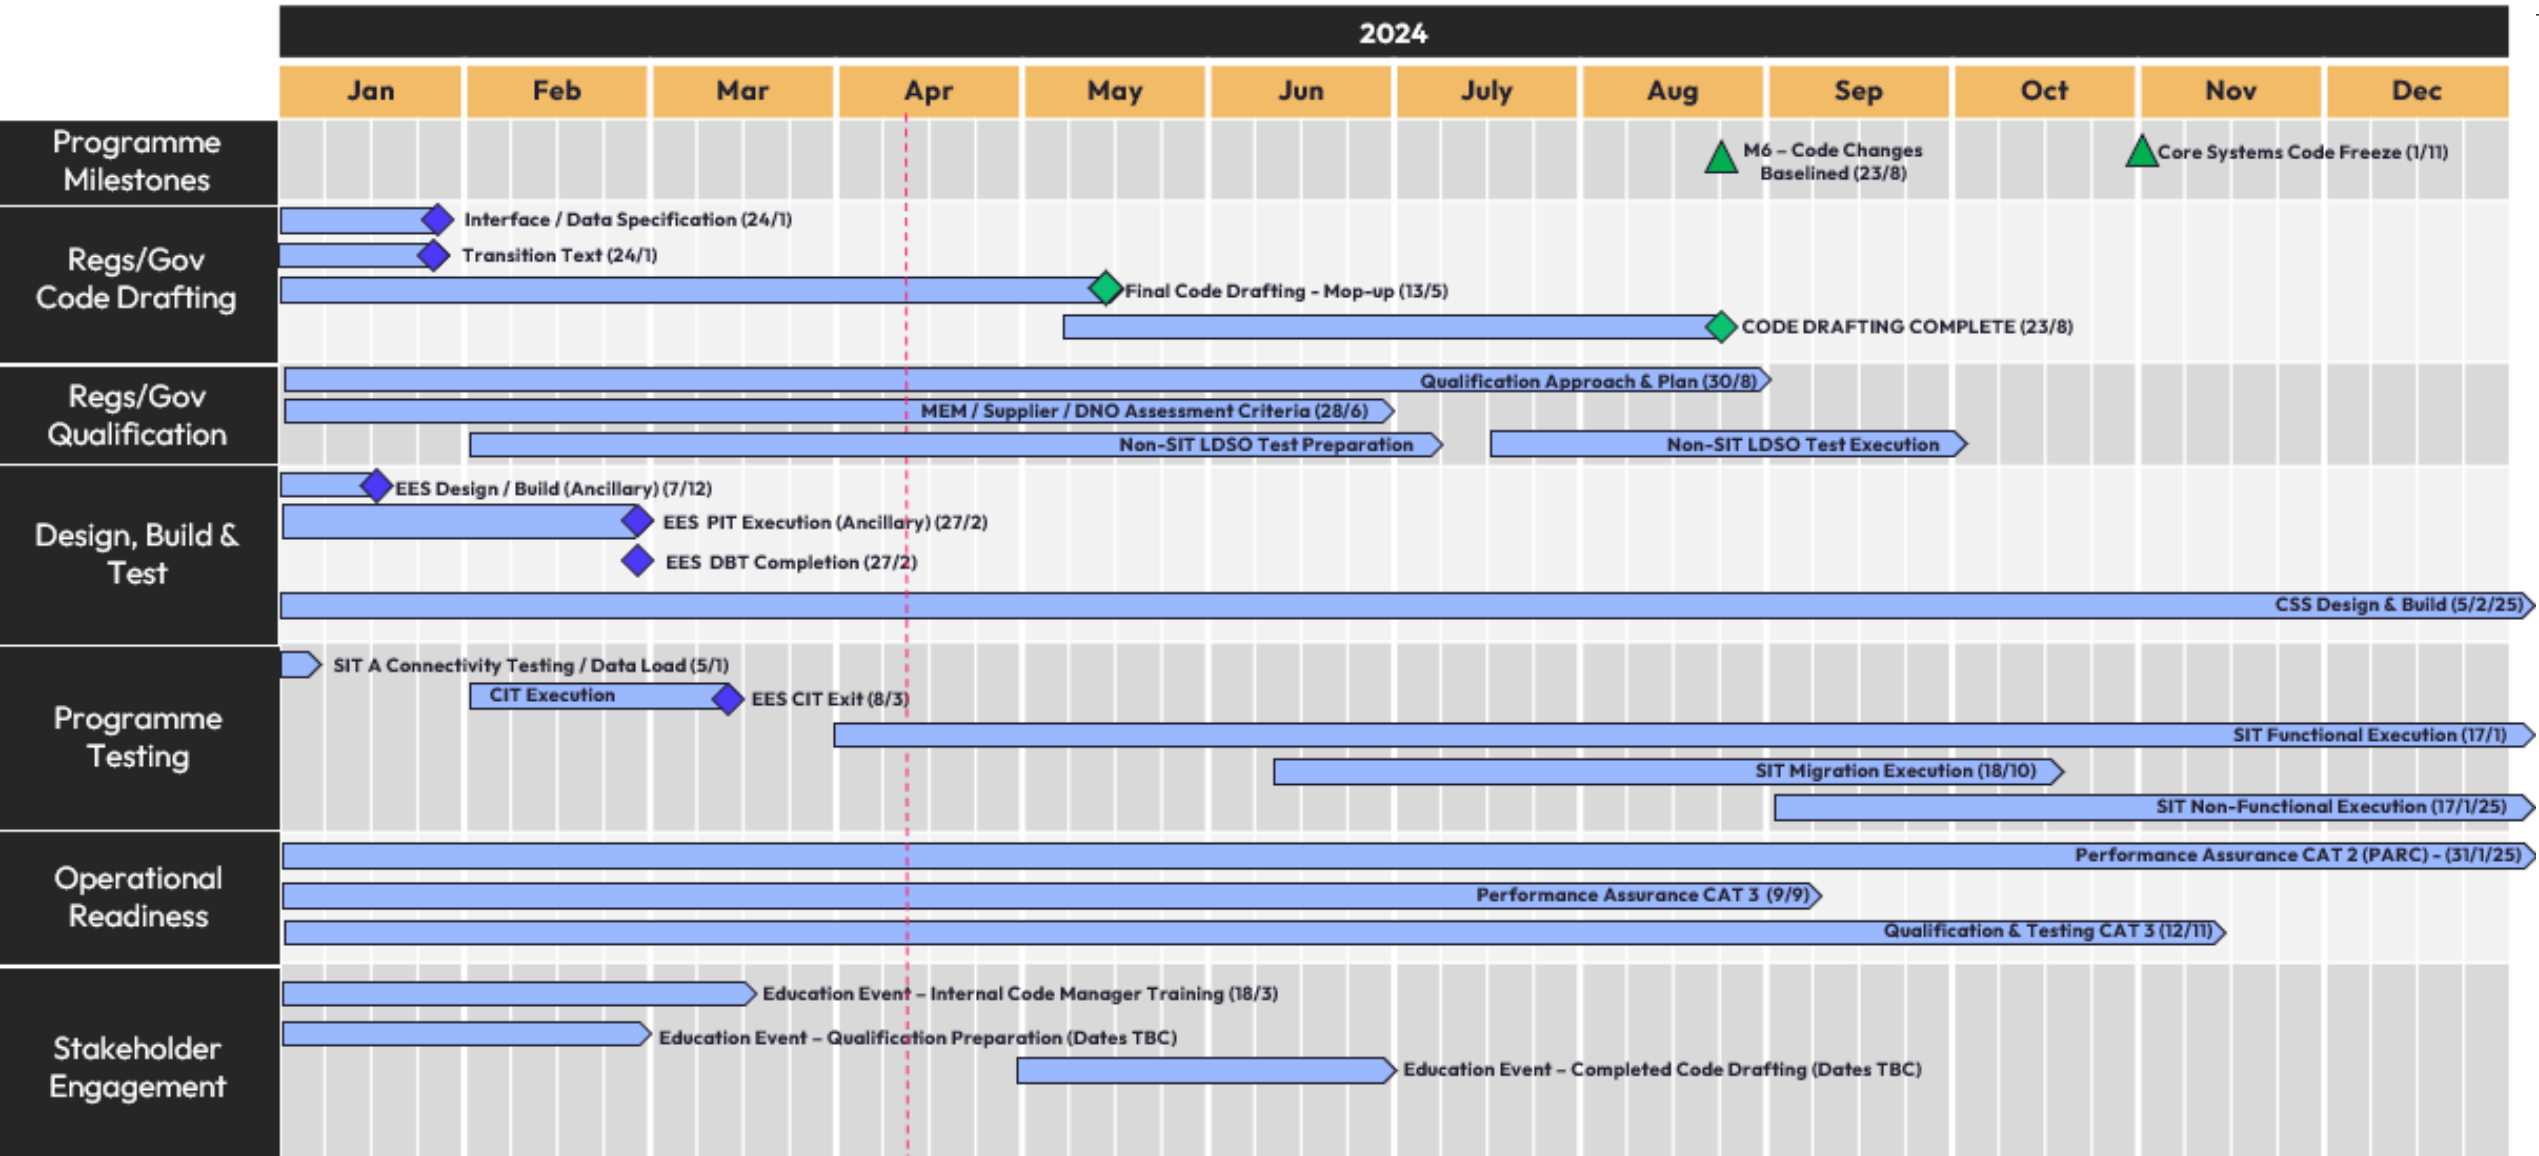 2024
Jan Feb Mar Apr May Jun July Aug Sep Oct Nov Dec
Programme
Milestones
M6 – Code Changes
Baselined (23/8)
Core Systems Code Freeze (1/11)
Regs/Gov
Code Drafting
Interface / Data Specification (24/1)
Transition Text (24/1)
Final Code Drafting - Mop-up (13/5)
CODE DRAFTING COMPLETE (23/8)
Regs/Gov
Qualification
Qualification Approach & Plan (30/8)
MEM / Supplier / DNO Assessment Criteria (28/6)
Non-SIT LDSO Test Preparation
Non-SIT LDSO Test Execution
Design, Build &
Test
EES Design / Build (Ancillary) (7/12)
EES PIT Execution (Ancillary) (27/2)
EES DBT Completion (27/2)
CSS Design & Build (5/2/25)
Programme
Testing
SIT A Connectivity Testing / Data Load (5/1)
CIT Execution
EES CIT Exit (8/3)
SIT Functional Execution (17/1)
SIT Migration Execution (18/10)
SIT Non-Functional Execution (17/1/25)
Operational
Readiness
Performance Assurance CAT 2 (PARC) - (31/1/25)
Performance Assurance CAT 3 (9/9)
Qualification & Testing CAT 3 (12/11)
Stakeholder
Engagement
Education Event – Internal Code Manager Training (18/3)
Education Event – Qualification Preparation (Dates TBC)
Education Event – Completed Code Drafting (Dates TBC)